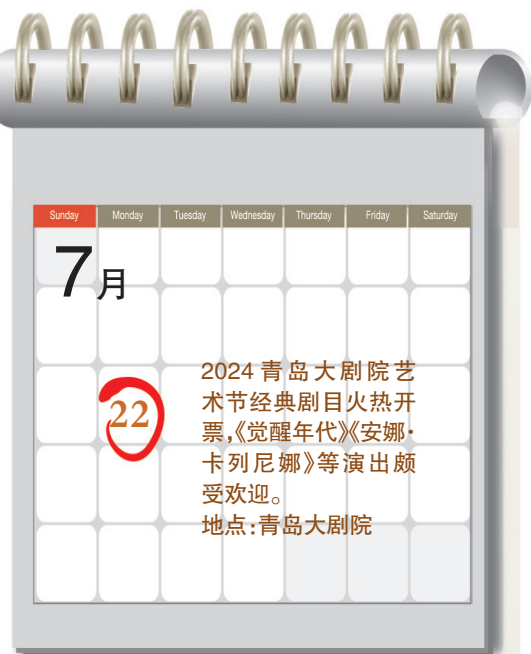 Sunday Monday Tuesday Wednesday Thursday Friday Saturday
7月
22
2024青岛大剧院艺
术节经典剧目火热开
票,《觉醒年代》《安娜·
卡列尼娜》等演出颇
受欢迎。
地点:青岛大剧院